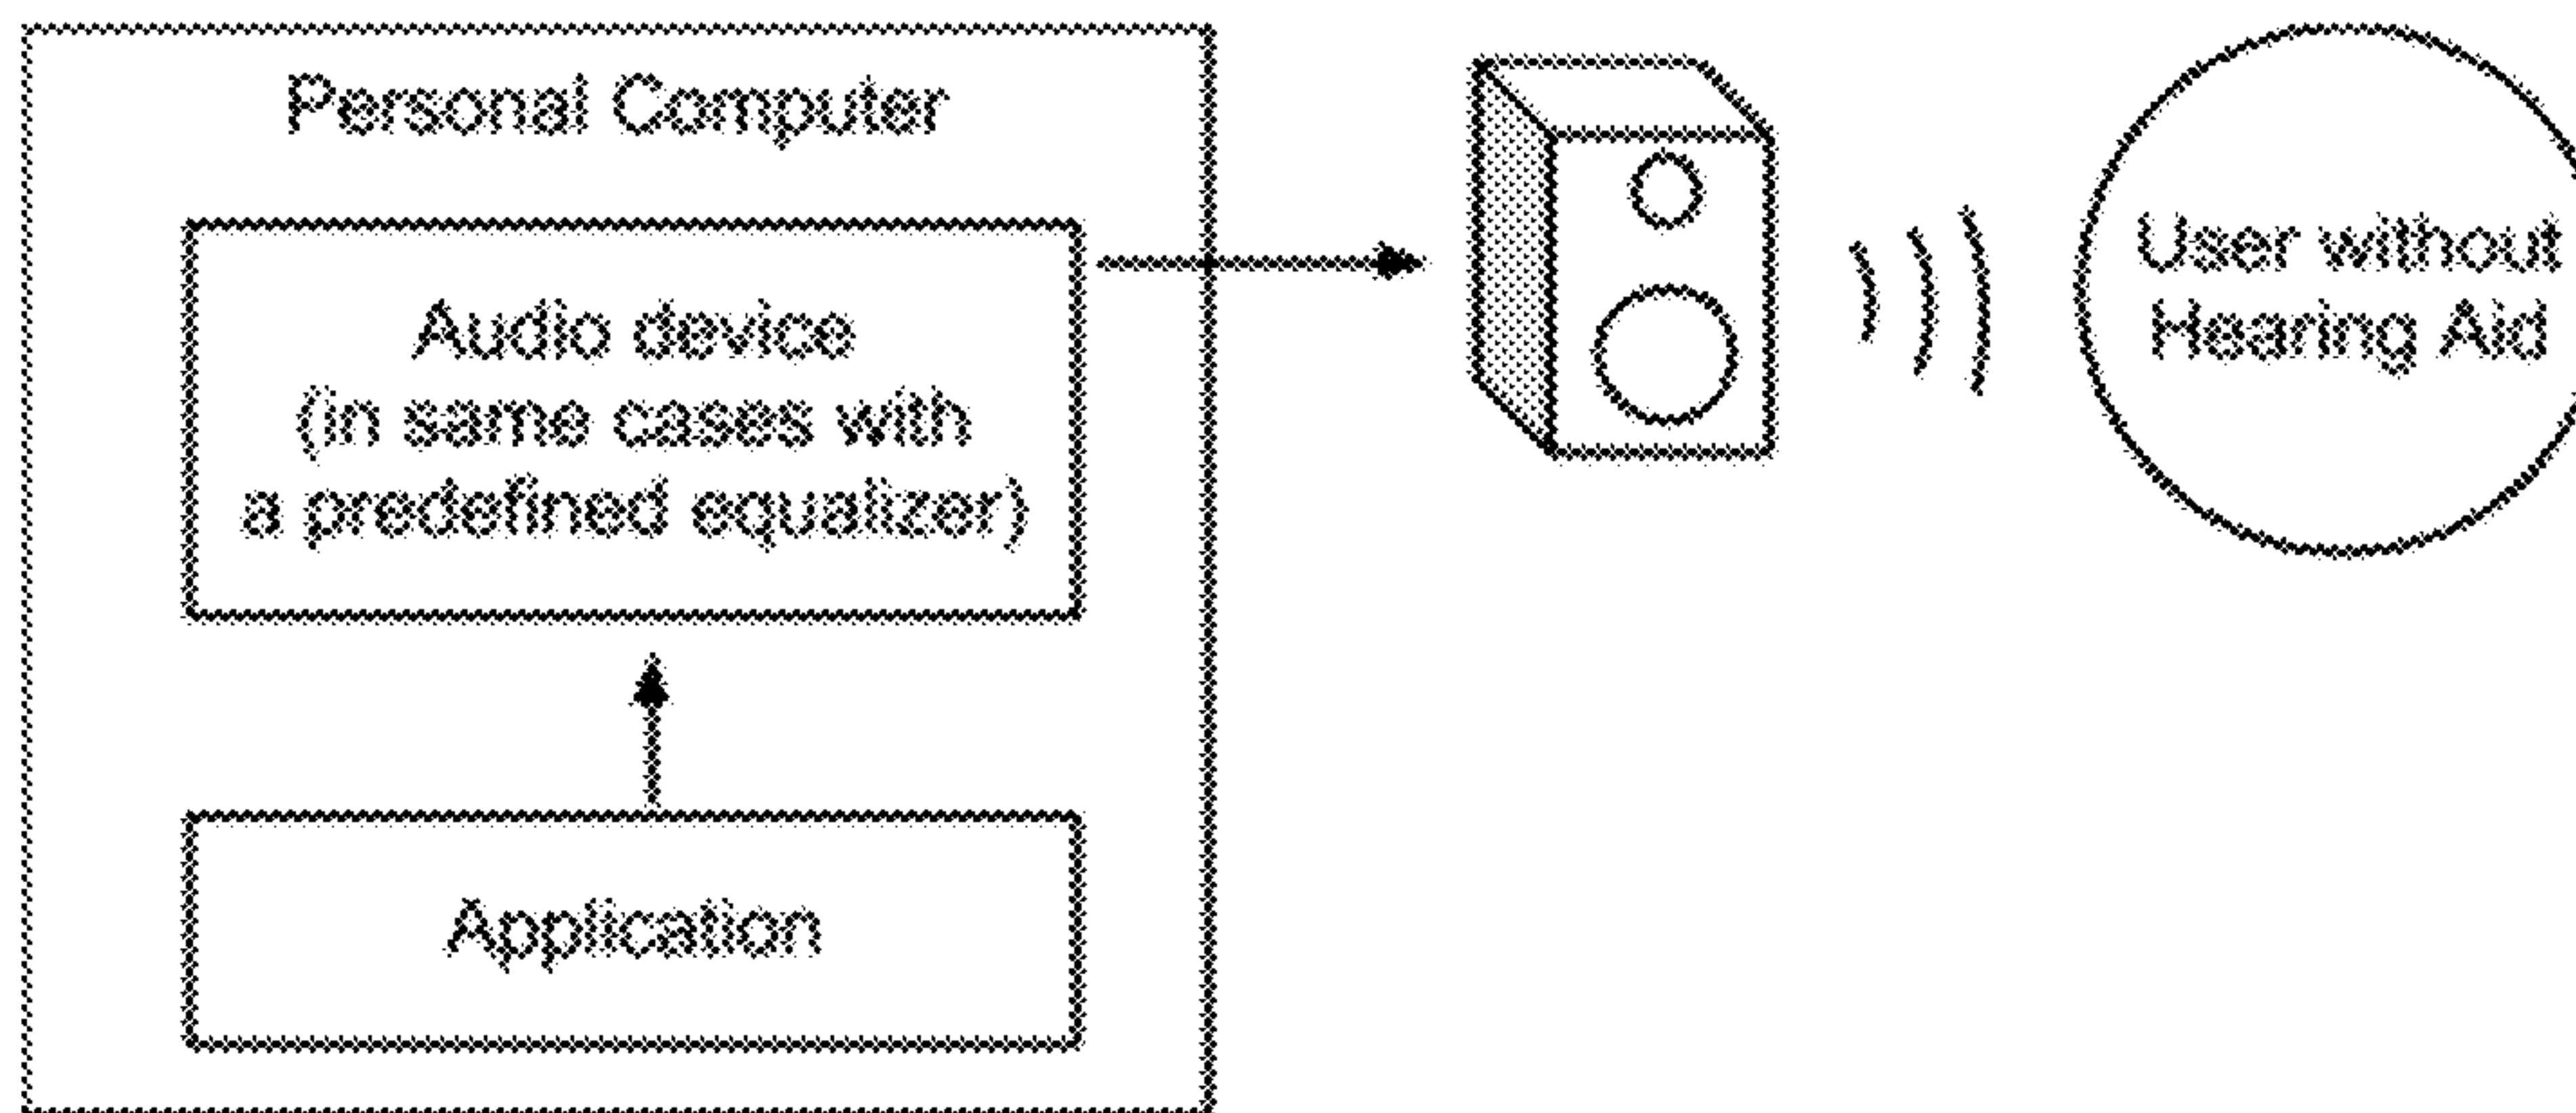 Personal Computer
Audio device
(in same cases with
a predefined equalizer)
Application
User without
Hearing Aid